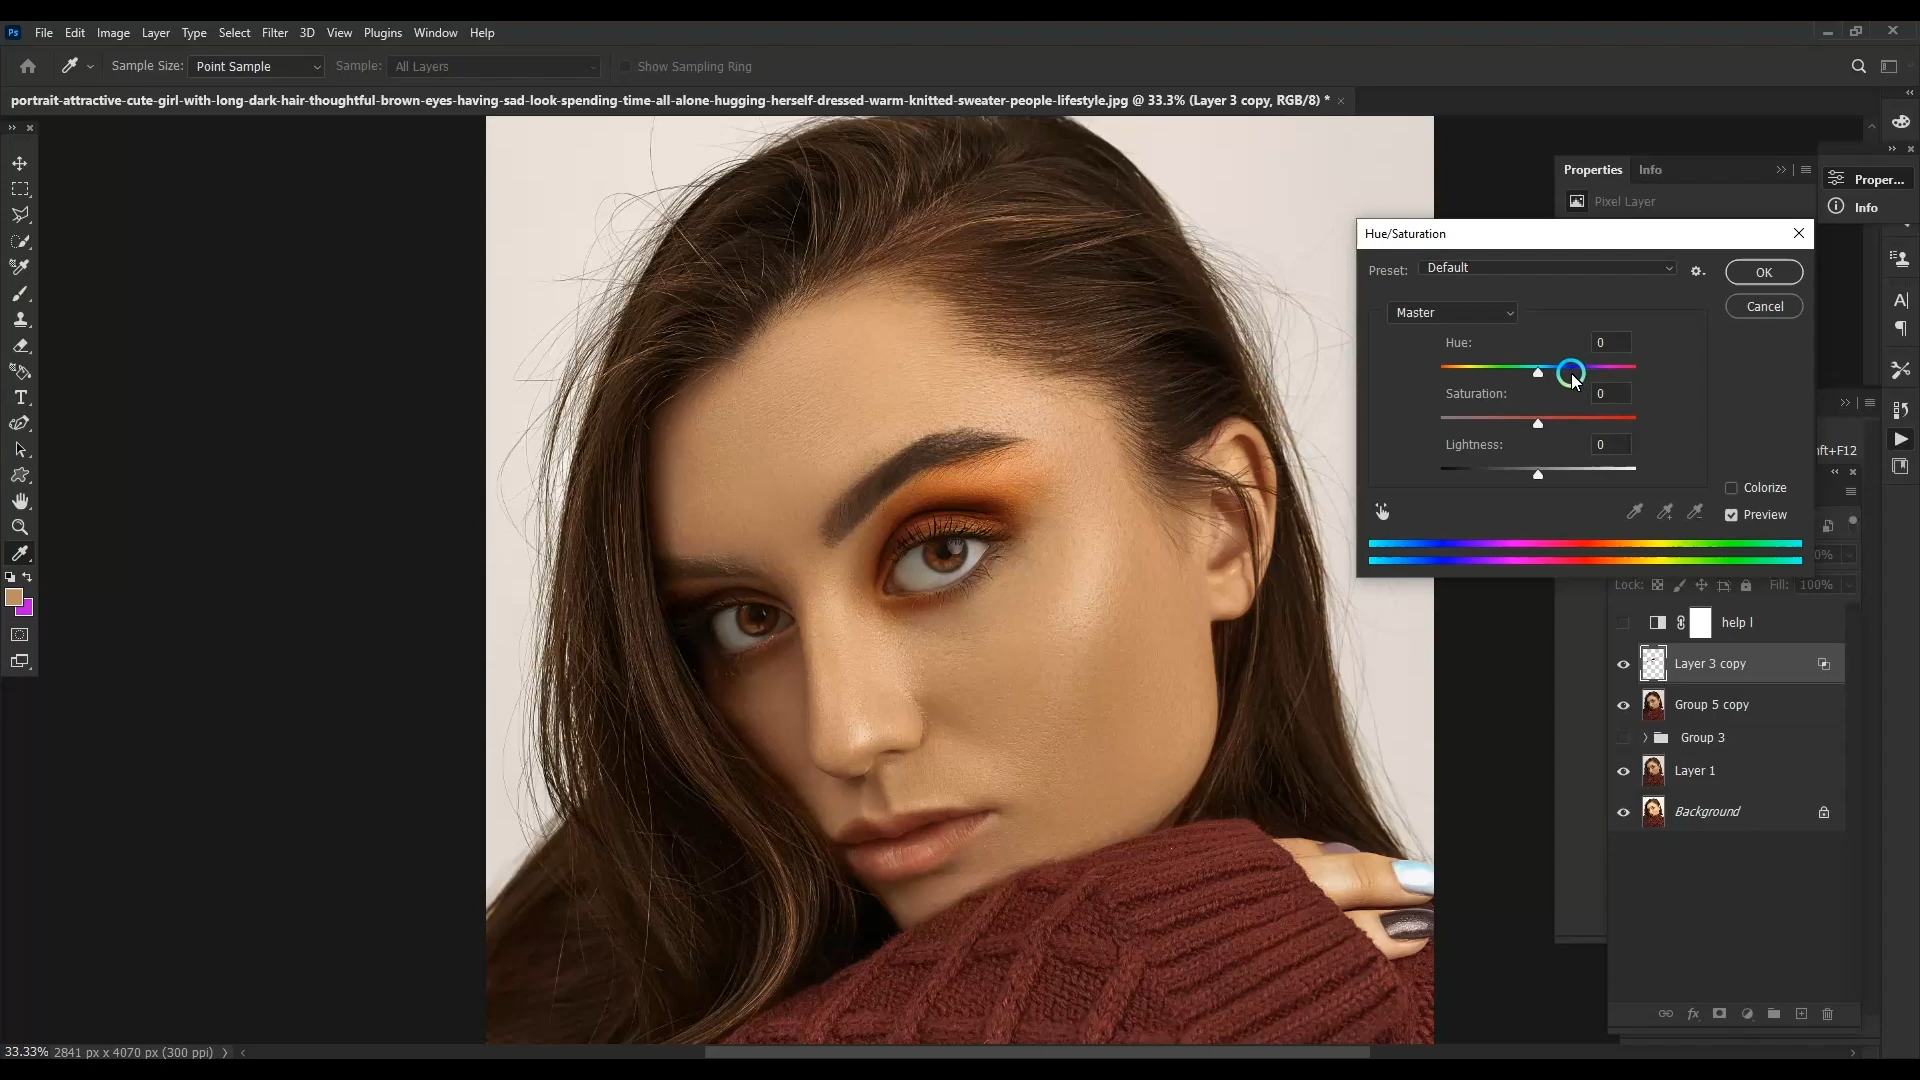 Ps File Edit Image Layer Type Select Filter 3D View Plugins Window Help
Sample Size: Point Sample Sample: All Layers Show Sampling Ring
portrait-attractive-cute-girl-with-long-dark-hair-thoughtful-brown-eyes-having-sad-look-spending-time-all-alone-hugging-herself-dressed-warm-knitted-sweater-people-lifestyle.jpg @ 33.3% (Layer 3 copy, RGB/8) *
Properties Info
Proper...
Pixel Layer
Info
Hue/Saturation
Preset: Default
OK
Cancel
Master
Hue: 0
Saturation: 0
Lightness: 0
Colorize
Preview
ft+F12
0%
Lock: Fill: 100%
help l
Layer 3 copy
Group 5 copy
Group 3
Layer 1
Background
33.33% 2841 px x 4070 px (300 ppi)